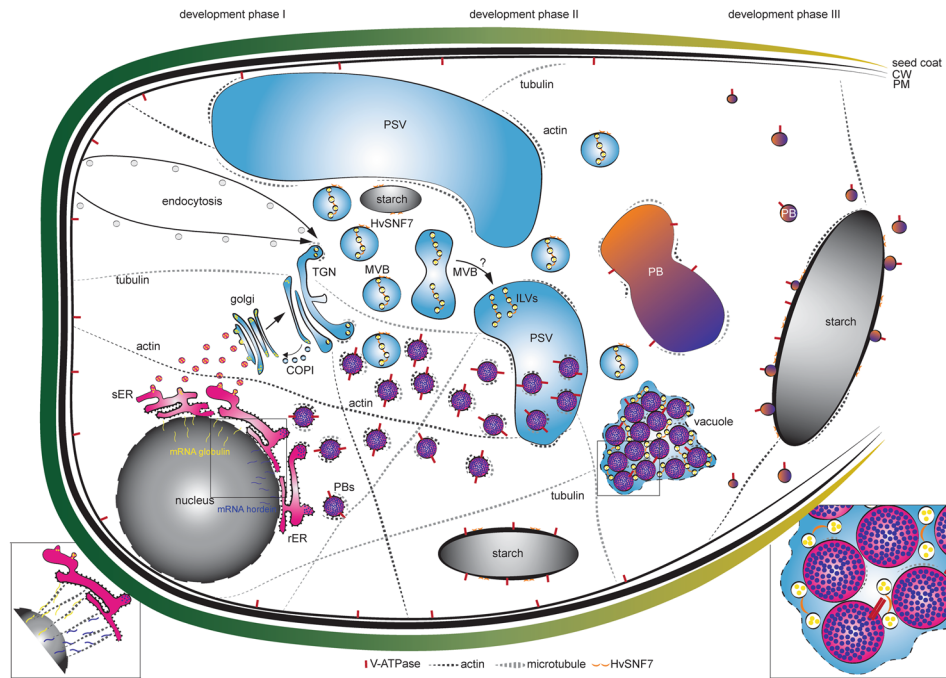 development phase I
development phase II
development phase III
seed coat
CW
PM
tubulin
PSV
actin
endocytosis
starch
HvSNF7
PB
TGN
MVB
MVB
?
PB
tubulin
golgi
ILVs
starch
actin
COPI
PSV
sER
actin
vacuole
mRNA globulin
nucleus
mRNA hordein
PBs
tubulin
rER
starch
V-ATPase
actin
microtubule
HvSNF7